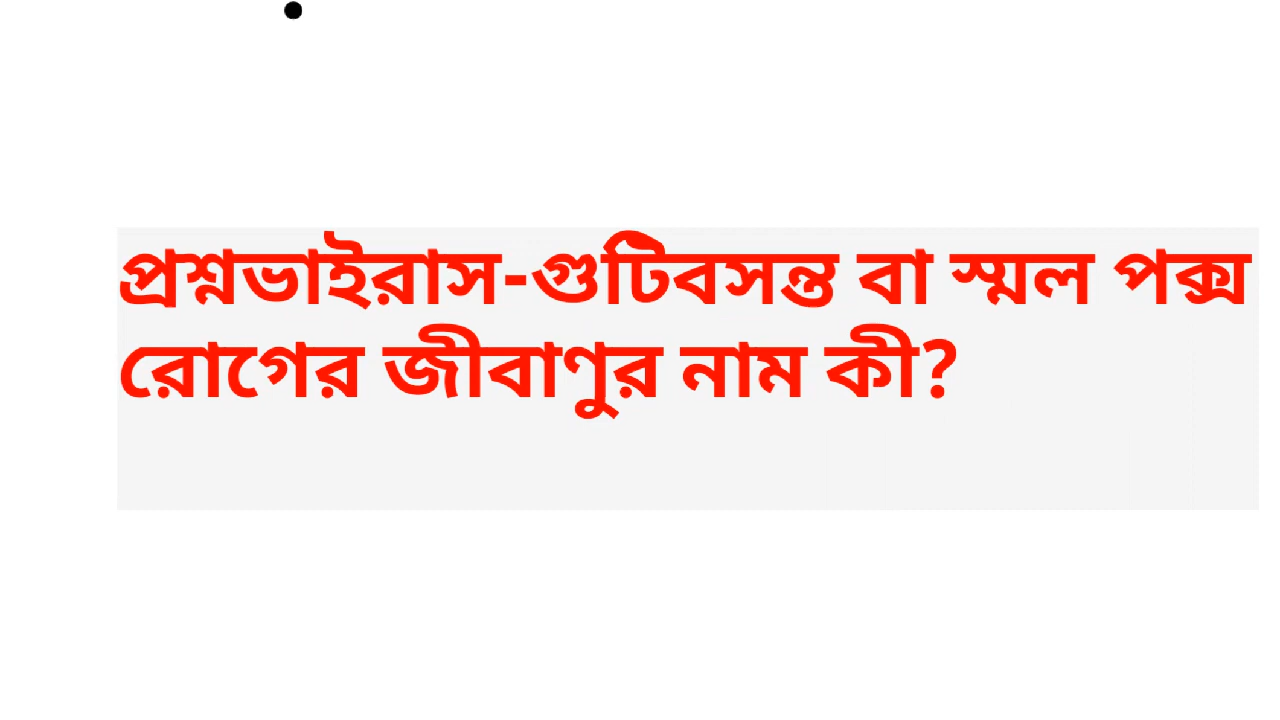 প্রশ্নভাইরাস-গুটিবসন্ত বা স্মল পক্স
রোগের জীবাণুর নাম কী?